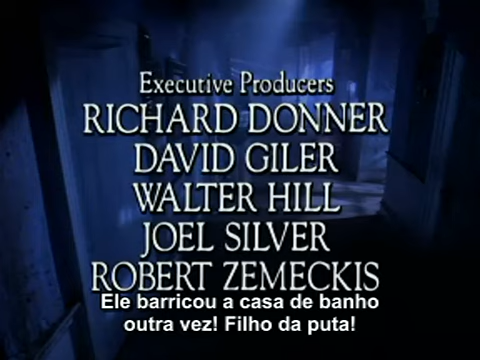 Executive Producers
RICHARD DONNER
DAVID GILER
WALTER HILL
JOEL SILVER
ROBERT ZEMECKIS
Ele barricou a casa de banho
outra vez! Filho da puta!